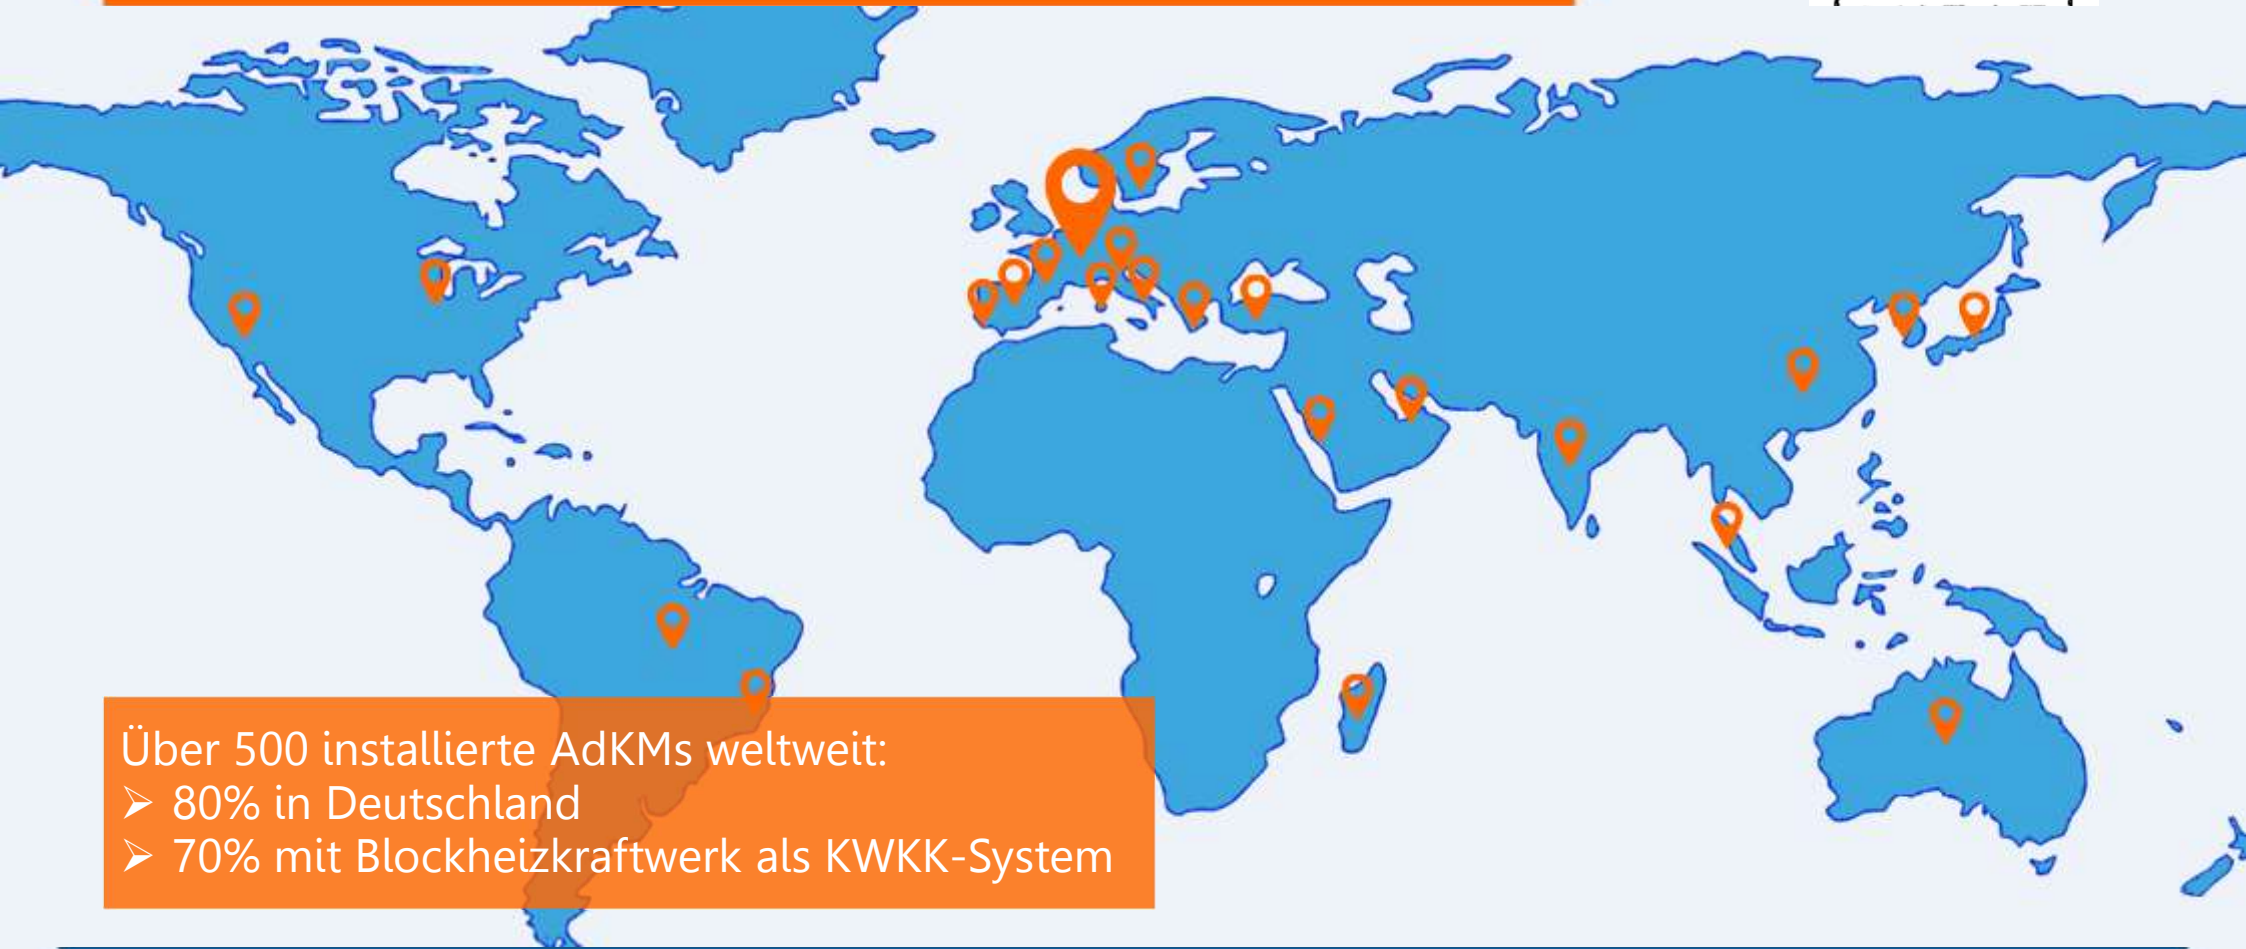 Über 500 installierte AdKMs weltweit:
➢ 80% in Deutschland
➢ 70% mit Blockheizkraftwerk als KWKK-System